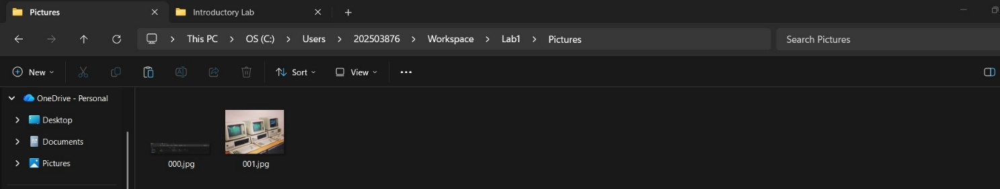 Pictures
Introductory Lab
This PC > OS (C:) > Users > 202503876 > Workspace > Lab1 > Pictures
Search Pictures
New
Sort
View
OneDrive - Personal
Desktop
Documents
Pictures
000.jpg
001.jpg